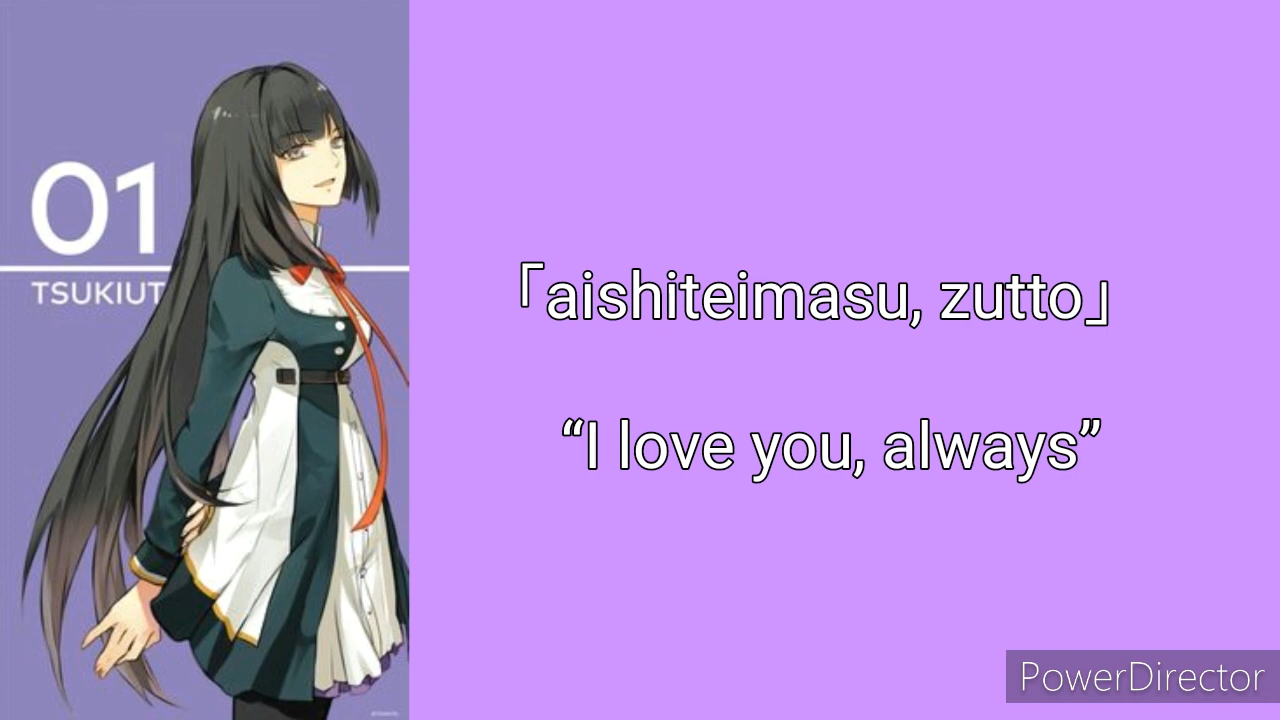 01
TSUKIUT
「aishiteimasu, zutto」
“I love you, always”
PowerDirector